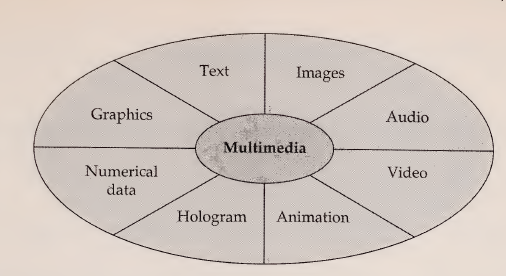 Text
Images
Graphics
Audio
Multimedia
Numerical
data
Video
Hologram
Animation